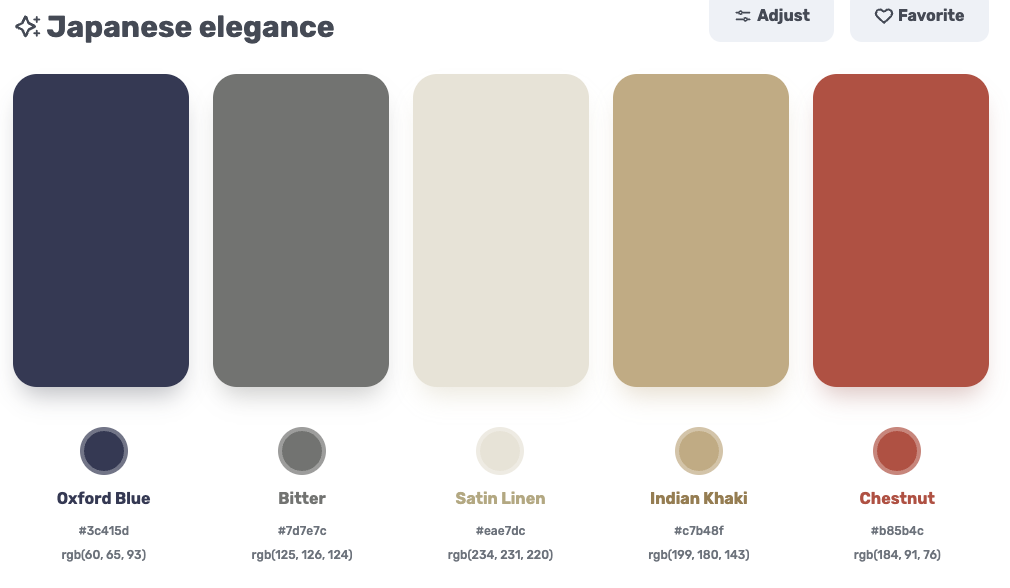 Japanese elegance
Adjust
Favorite
Oxford Blue
Bitter
Satin Linen
Indian Khaki
Chestnut
#3c415d
#7d7e7c
#eae7dc
#c7b48f
#b85b4c
rgb(60, 65, 93)
rgb(125, 126, 124)
rgb(234, 231, 220)
rgb(199, 180, 143)
rgb(184, 91, 76)